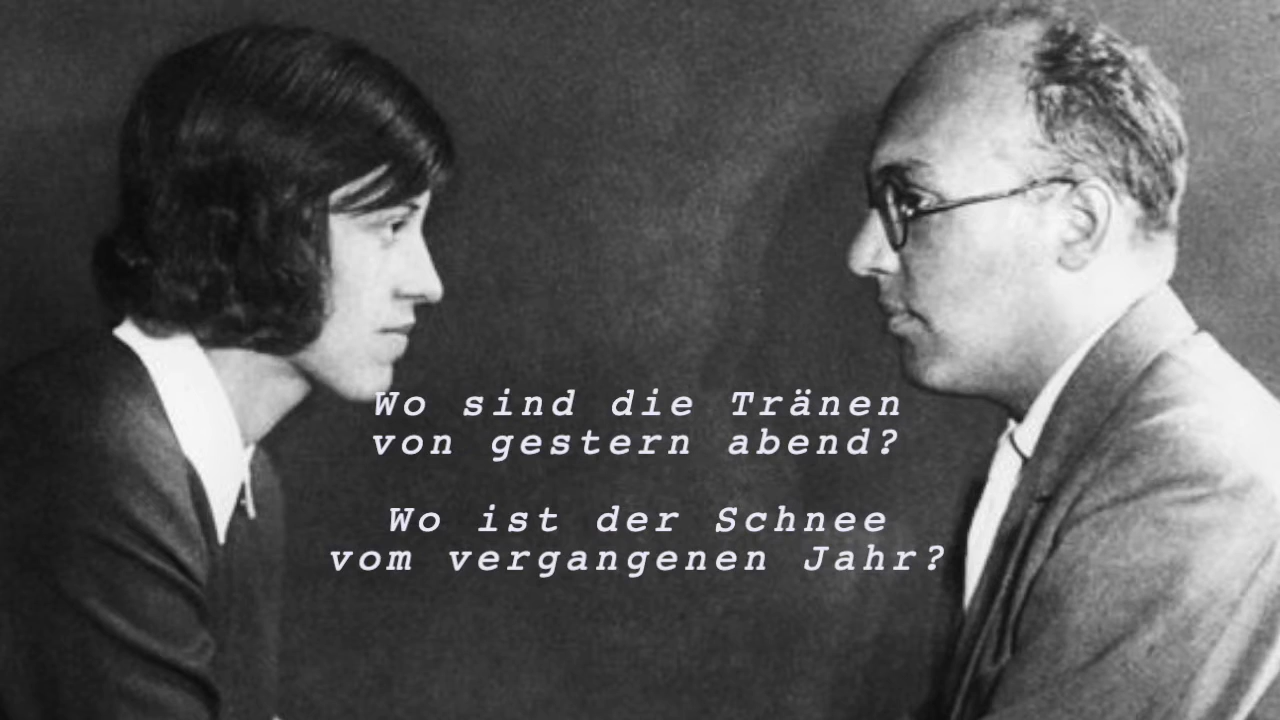 Wo sind die Tränen
von gestern abend?
Wo ist der Schnee
vom vergangenen Jahr?